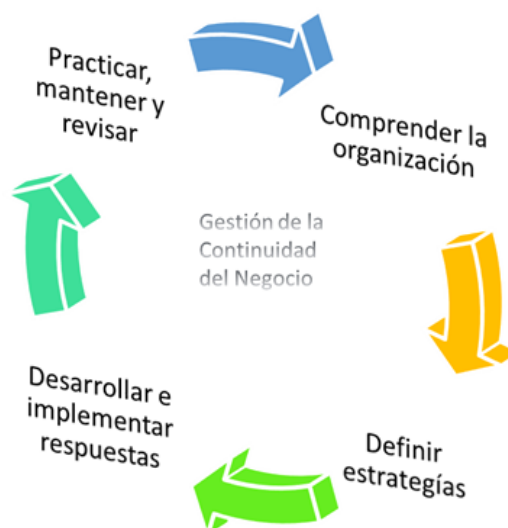 Practicar,
mantener y
revisar
Comprender la
organización
Gestión de la
Continuidad
del Negocio
Desarrollar e
implementar
respuestas
Definir
estrategías